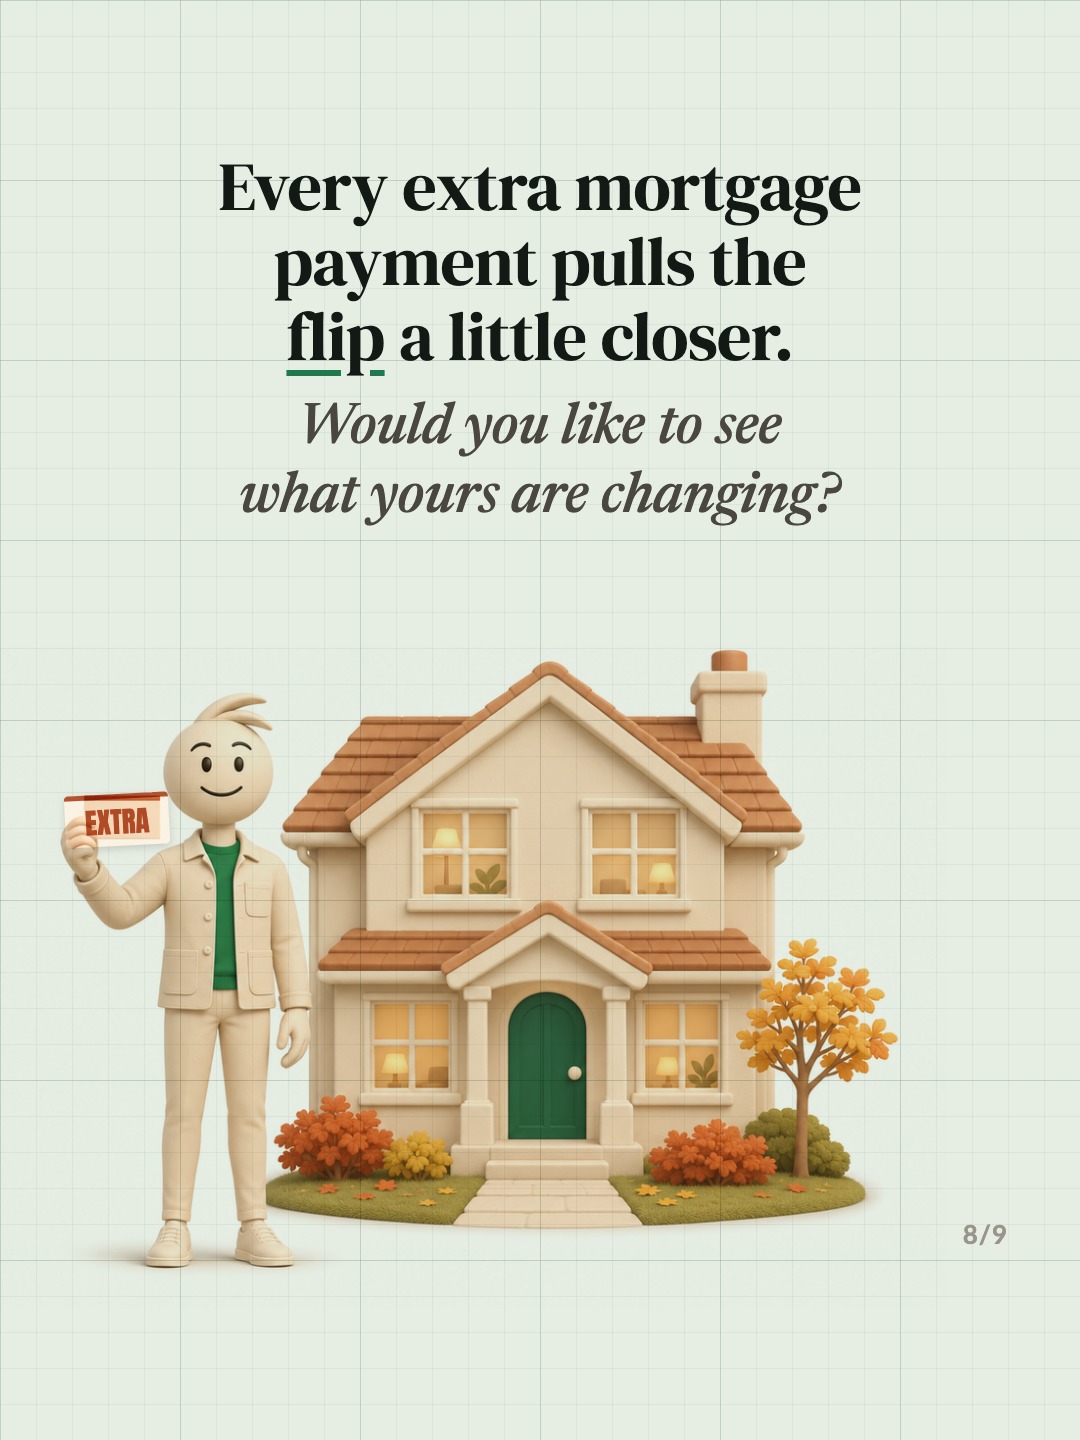 Every extra mortgage
payment pulls the
flip a little closer.
Would you like to see
what yours are changing?
EXTRA
8/9